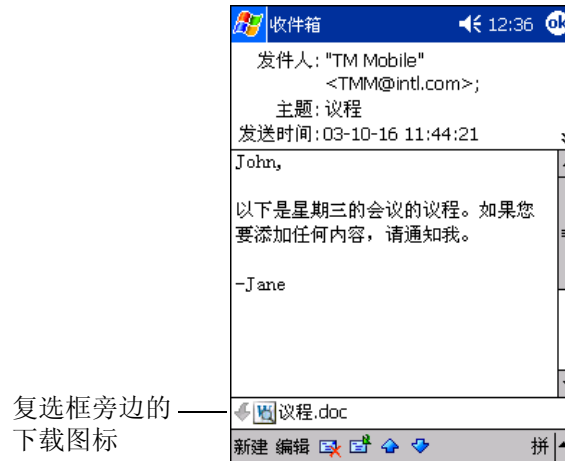 收件箱 12:36 ok
发件人: "TM Mobile"
<TMM@intl.com>;
主题: 议程
发送时间: 03-10-16 11:44:21
John,
以下是星期三的会议的议程。如果您
要添加任何内容，请通知我。
-Jane
复选框旁边的
下载图标
议程.doc
新建 编辑 拼